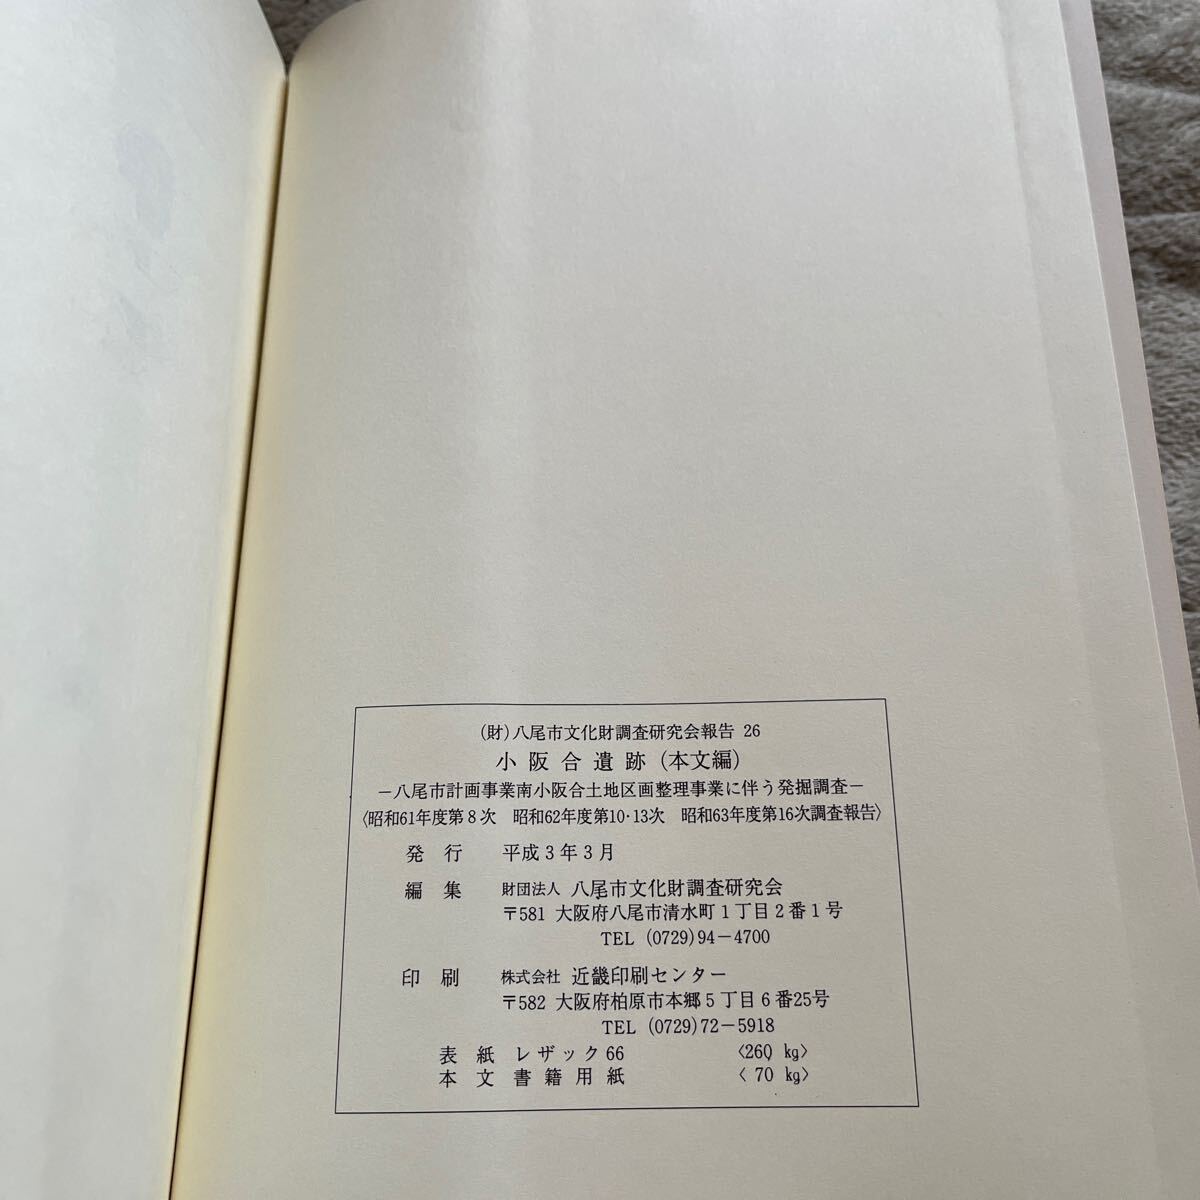 (財)八尾市文化財調査研究会報告 26
小阪合遺跡(本文編)
−八尾市計画事業南小阪合土地区画整理事業に伴う発掘調査−
〈昭和61年度第8次 昭和62年度第10・13次 昭和63年度第16次調査報告〉
発行 平成3年3月
編集 財団法人 八尾市文化財調査研究会
〒581 大阪府八尾市清水町1丁目2番1号
TEL (0729)94−4700
印刷 株式会社 近畿印刷センター
〒582 大阪府柏原市本郷5丁目6番25号
TEL (0729)72−5918
表紙 レザック66 〈260 kg〉
本文書籍用紙 〈70 kg〉